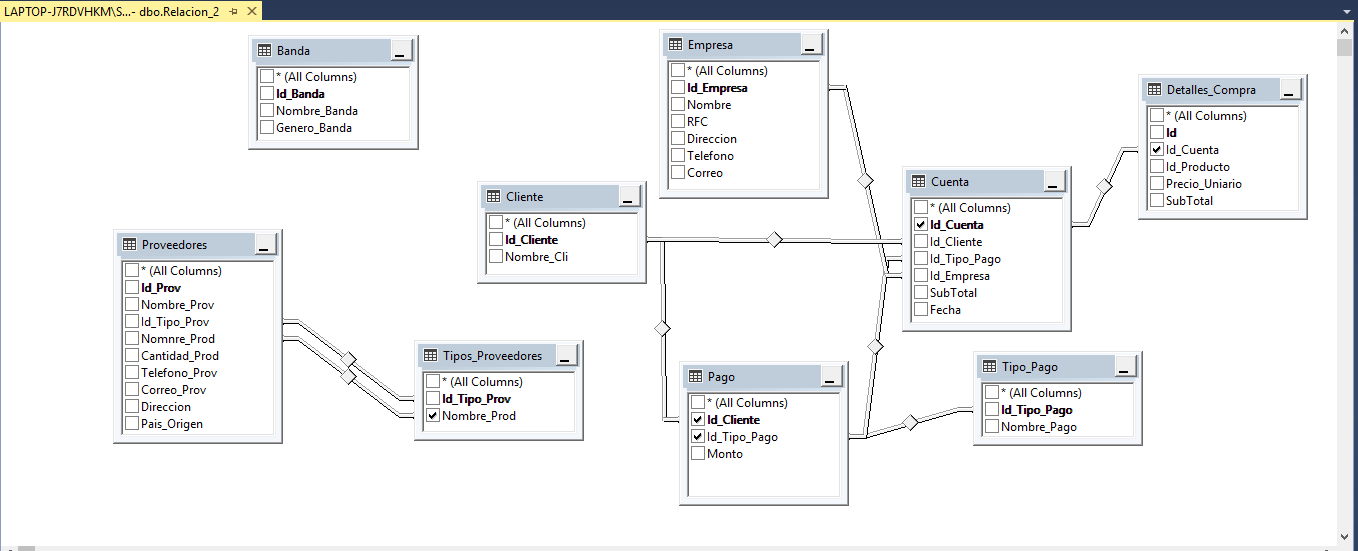 LAPTOP-J7RDVHKM\S...- dbo.Relacion_2
Banda
* (All Columns)
Id_Banda
Nombre_Banda
Genero_Banda
Empresa
* (All Columns)
Id_Empresa
Nombre
RFC
Direccion
Telefono
Correo
Detalles_Compra
* (All Columns)
Id
Id_Cuenta
Id_Producto
Precio_Uniario
SubTotal
Cliente
* (All Columns)
Id_Cliente
Nombre_Cli
Cuenta
* (All Columns)
Id_Cuenta
Id_Cliente
Id_Tipo_Pago
Id_Empresa
SubTotal
Fecha
Proveedores
* (All Columns)
Id_Prov
Nombre_Prov
Id_Tipo_Prov
Nomnre_Prod
Cantidad_Prod
Telefono_Prov
Correo_Prov
Direccion
Pais_Origen
Tipos_Proveedores
* (All Columns)
Id_Tipo_Prov
Nombre_Prod
Pago
* (All Columns)
Id_Cliente
Id_Tipo_Pago
Monto
Tipo_Pago
* (All Columns)
Id_Tipo_Pago
Nombre_Pago